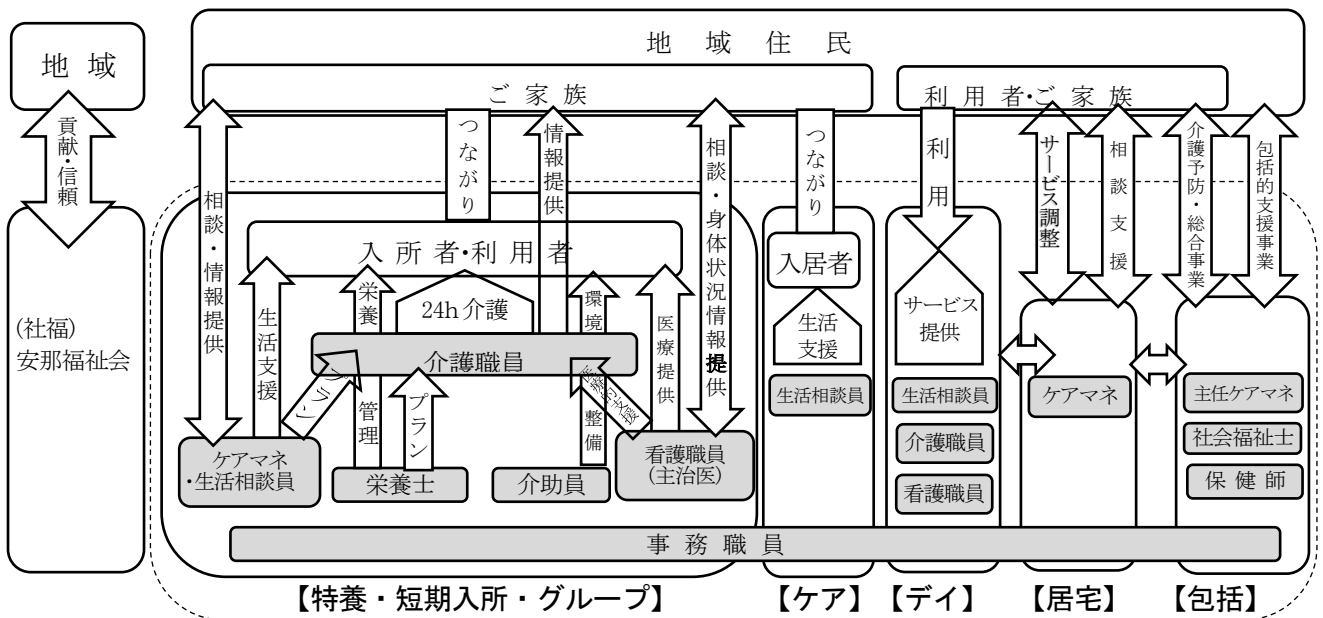 地域
地域住民
ご家族
利用者・ご家族
貢献・信頼
相談・情報提供
つながり
情報提供
相談・身体状況情報提供
つながり
利用
サービス調整
相談支援
介護予防・総合事業
包括的支援事業
(社福)
安那福祉会
入所者・利用者
入居者
生活支援
栄養
管理
24h介護
環境
整備
医療提供
生活
支援
サービス
提供
介護職員
プラン
プラン
医療的支援
ケアマネ
・生活相談員
栄養士
介助員
看護職員
(主治医)
生活相談員
生活相談員
介護職員
看護職員
ケアマネ
主任ケアマネ
社会福祉士
保健師
事務職員
【特養・短期入所・グループ】
【ケア】
【デイ】
【居宅】
【包括】